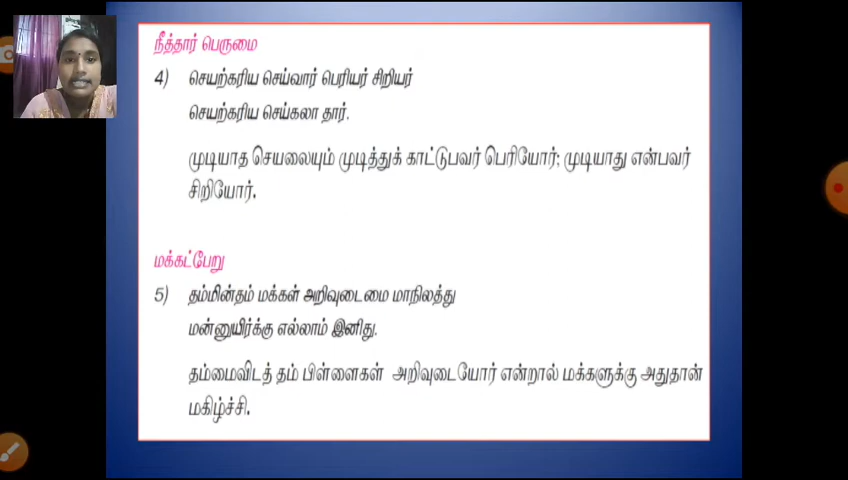 நீத்தார் பெருமை
4) செயற்கரிய செய்வார் பெரியர் சிறியர்
செயற்கரிய செய்கலா தார்.
முடியாத செயலையும் முடித்துக் காட்டுபவர் பெரியோர்; முடியாது என்பவர்
சிறியோர்.
மக்கட்பேறு
5) தம்மின்தம் மக்கள் அறிவுடைமை மாநிலத்து
மன்னுயிர்க்கு எல்லாம் இனிது.
தம்மைவிடத் தம் பிள்ளைகள் அறிவுடையோர் என்றால் மக்களுக்கு அதுதான்
மகிழ்ச்சி.